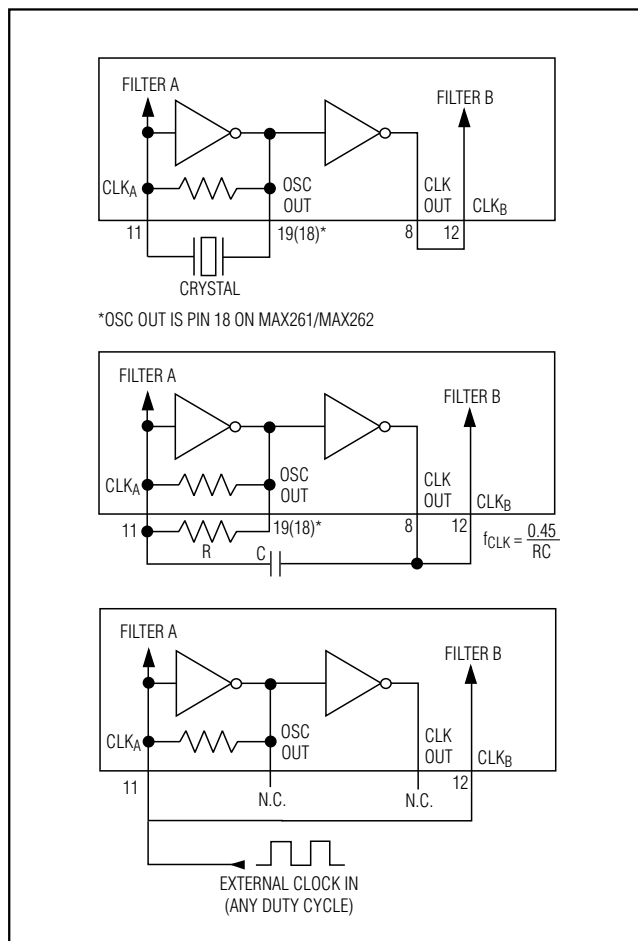 FILTER A
FILTER B
CLKA
OSC
OUT
CLK
OUT
CLKB
11
19(18)*
8
12
CRYSTAL
*OSC OUT IS PIN 18 ON MAX261/MAX262
FILTER A
FILTER B
CLKA
OSC
OUT
CLK
OUT
CLKB
11
19(18)*
8
12
R
C
fCLK = 0.45
RC
FILTER A
FILTER B
CLKA
OSC
OUT
CLK
OUT
CLKB
11
N.C.
N.C.
12
EXTERNAL CLOCK IN
(ANY DUTY CYCLE)